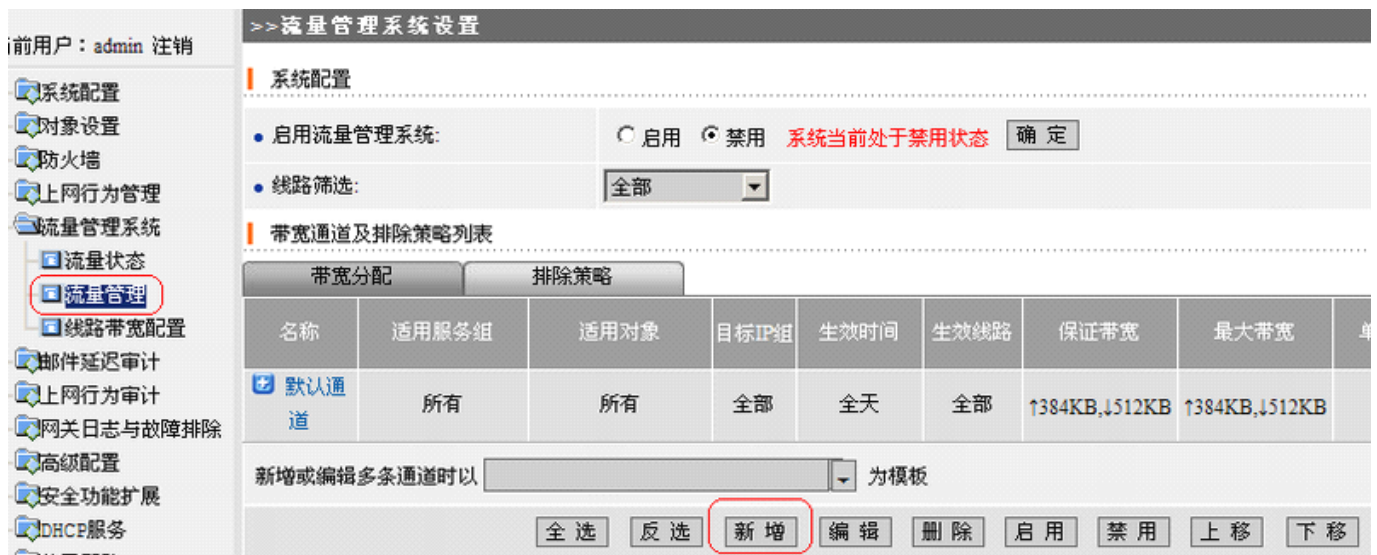 >>流量管理系统设置
前用户：admin 注销
系统配置
对象设置
防火墙
上网行为管理
流量管理系统
流量状态
流量管理
线路带宽配置
邮件延迟审计
上网行为审计
网关日志与故障排除
高级配置
安全功能扩展
DHCP服务
系统配置
启用流量管理系统: 启用 禁用 系统当前处于禁用状态 确 定
线路筛选: 全部
带宽通道及排除策略列表
带宽分配 排除策略
名称 适用服务组 适用对象 目标IP组 生效时间 生效线路 保证带宽 最大带宽
默认通道 所有 所有 全部 全天 全部 ↑384KB,↓512KB ↑384KB,↓512KB
新增或编辑多条通道时以 为模板
全 选 反 选 新 增 编 辑 删 除 启 用 禁 用 上 移 下 移